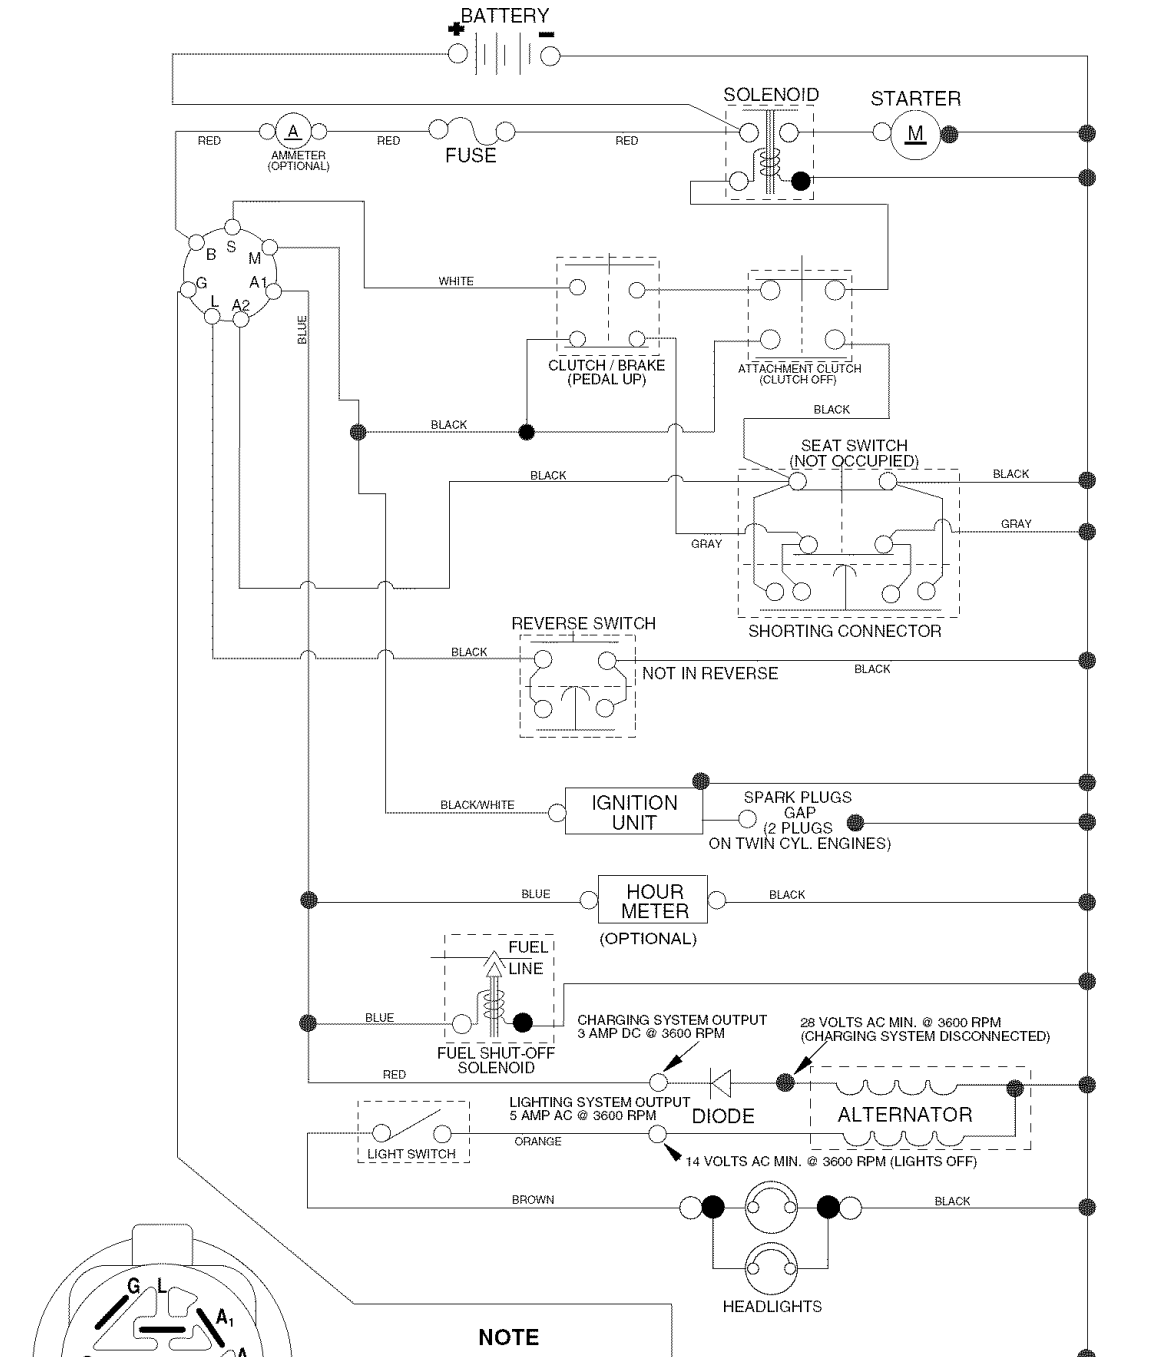 BATTERY
+ -
SOLENOID
STARTER
RED
A
RED
RED
M
AMMETER
(OPTIONAL)
FUSE
B
S
M
G
A1
L
A2
BLUE
WHITE
CLUTCH / BRAKE
(PEDAL UP)
ATTACHMENT CLUTCH
(CLUTCH OFF)
BLACK
BLACK
SEAT SWITCH
(NOT OCCUPIED)
BLACK
BLACK
GRAY
GRAY
SHORTING CONNECTOR
REVERSE SWITCH
BLACK
NOT IN REVERSE
BLACK
BLACK/WHITE
IGNITION
UNIT
SPARK PLUGS
GAP
(2 PLUGS
ON TWIN CYL. ENGINES)
BLUE
HOUR
METER
BLACK
(OPTIONAL)
FUEL
LINE
BLUE
FUEL SHUT-OFF
SOLENOID
CHARGING SYSTEM OUTPUT
3 AMP DC @ 3600 RPM
28 VOLTS AC MIN. @ 3600 RPM
(CHARGING SYSTEM DISCONNECTED)
RED
LIGHTING SYSTEM OUTPUT
5 AMP AC @ 3600 RPM
DIODE
ALTERNATOR
ORANGE
LIGHT SWITCH
14 VOLTS AC MIN. @ 3600 RPM (LIGHTS OFF)
BROWN
BLACK
HEADLIGHTS
G L
A1
A
NOTE